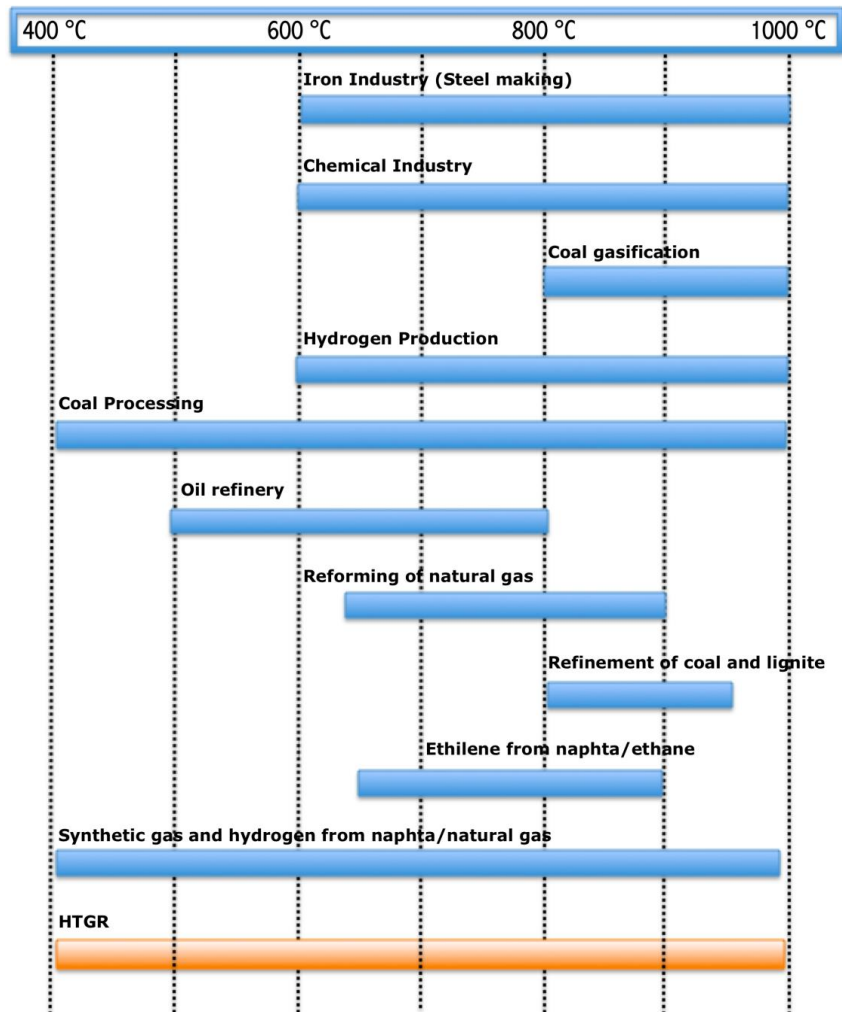 400 °C 600 °C 800 °C 1000 °C
Iron Industry (Steel making)
Chemical Industry
Coal gasification
Hydrogen Production
Coal Processing
Oil refinery
Reforming of natural gas
Refinement of coal and lignite
Ethilene from naphta/ethane
Synthetic gas and hydrogen from naphta/natural gas
HTGR